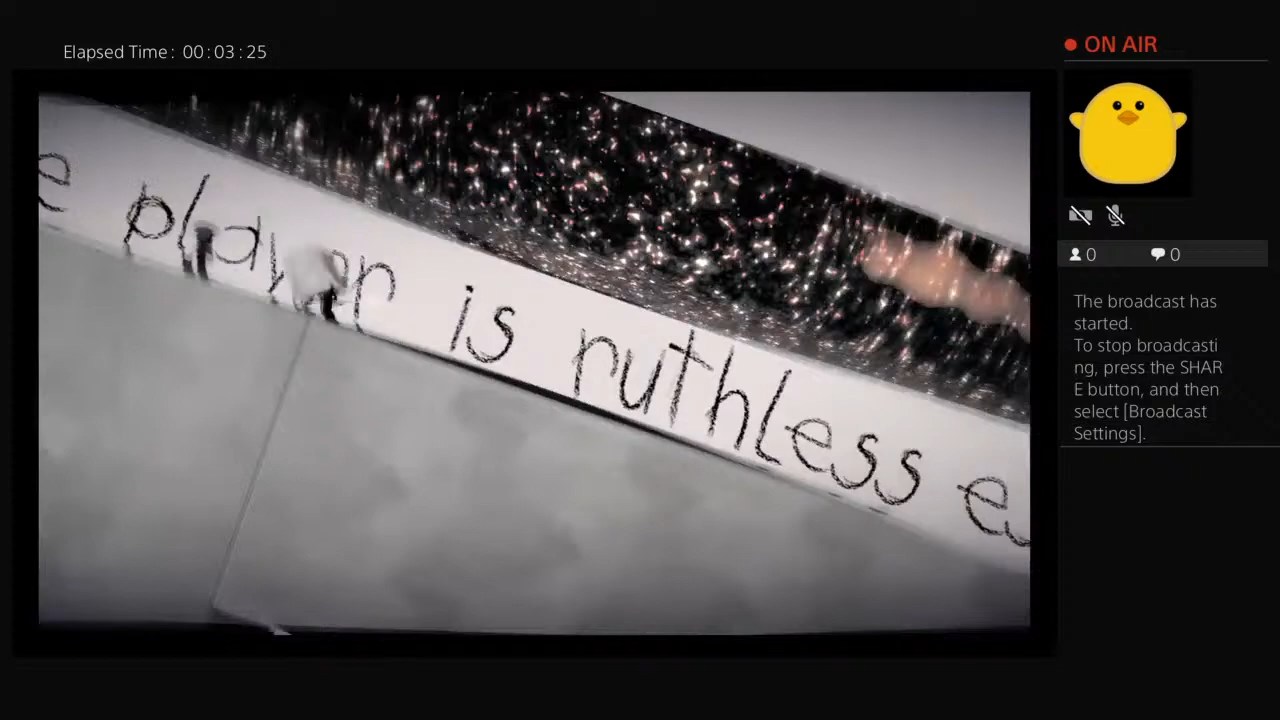 Elapsed Time: 00:03:25
ON AIR
e player is ruthless e
0
0
The broadcast has
started.
To stop broadcasti
ng, press the SHAR
E button, and then
select [Broadcast
Settings].